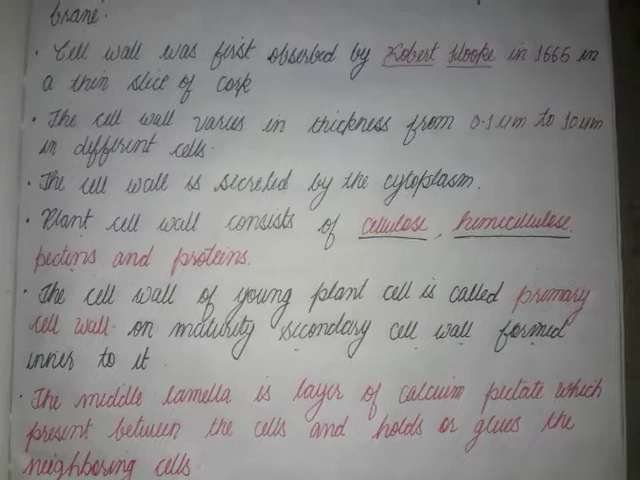 brane.
• Cell wall was first observed by Robert Hooke in 1665 in
a thin slice of cork
• The cell wall varies in thickness from 0.1 um to 10um
in different cells.
• The cell wall is secreted by the cytoplasm.
• Plant cell wall consists of cellulose, hemicellulose.
pectins and proteins.
• The cell wall of young plant cell is called primary
cell wall. on maturity secondary cell wall formed
inner to it.
• The middle lamella is layer of calcium pectate which
present between the cells and holds or glues the
neighboring cells